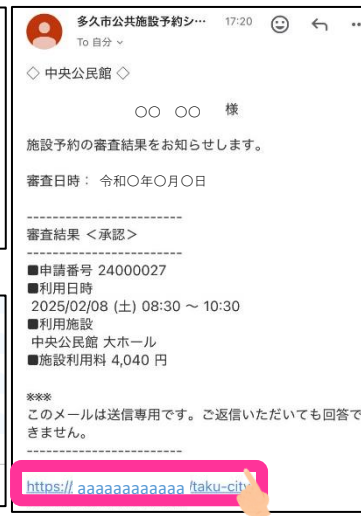 多久市公共施設予約シ… 17:20
To 自分
◇ 中央公民館 ◇
○○ ○○ 様
施設予約の審査結果をお知らせします。
審査日時： 令和〇年〇月〇日
------------------------
審査結果 ＜承認＞
------------------------
■申請番号 24000027
■利用日時
2025/02/08 (土) 08:30 ～ 10:30
■利用施設
中央公民館 大ホール
■施設利用料 4,040 円
※※※
このメールは送信専用です。ご返信いただいても回答で
きません。
------------------------
https:// aaaaaaaaaaaa /taku-city